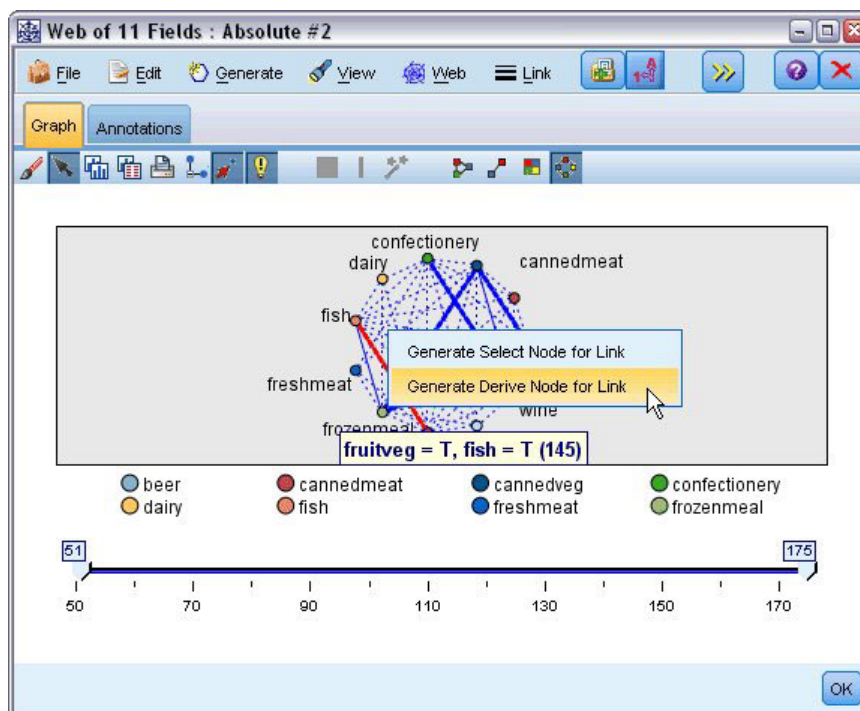 Web of 11 Fields : Absolute #2
File Edit Generate View Web Link
Graph Annotations
confectionery
dairy
cannedmeat
fish
Generate Select Node for Link
freshmeat
Generate Derive Node for Link
wine
frozenmeal
fruitveg = T, fish = T (145)
beer cannedmeat cannedveg confectionery
dairy fish freshmeat frozenmeal
51 175
50 70 90 110 130 150 170
OK